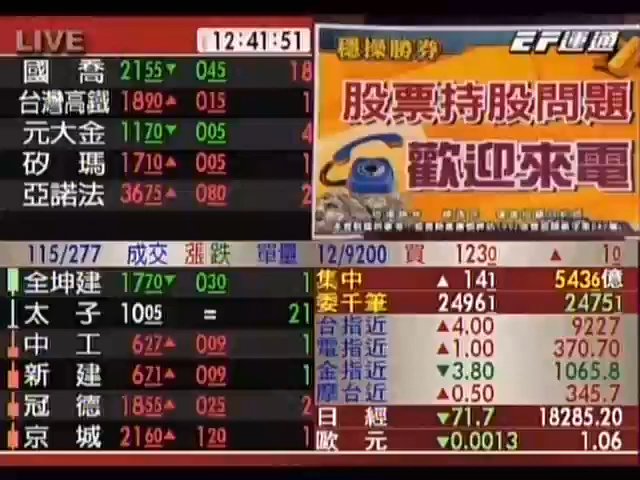 LIVE 12:41:51
國喬 2155▼ 045 18
台灣高鐵 1890▲ 015 1
元大金 1170▼ 005 4
矽瑪 1710▲ 005 1
亞諾法 3675▲ 080 2
穩操勝券 EF運通
股票持股問題
歡迎來電
115/277 成交 漲跌 單量
全坤建 1770▼ 030 1
太子 1005 = 21
中工 627▲ 009 1
新建 671▲ 009 1
冠德 1855▲ 025 2
京城 2160▲ 120 1
12/9200 買 1230 ▲ 10
集中 ▲ 141 5436億
委千筆 24961 24751
台指近 ▲4.00 9227
電指近 ▲1.00 370.70
金指近 ▼3.80 1065.8
摩台近 ▲0.50 345.7
日經 ▼71.7 18285.20
歐元 ▼0.0013 1.06